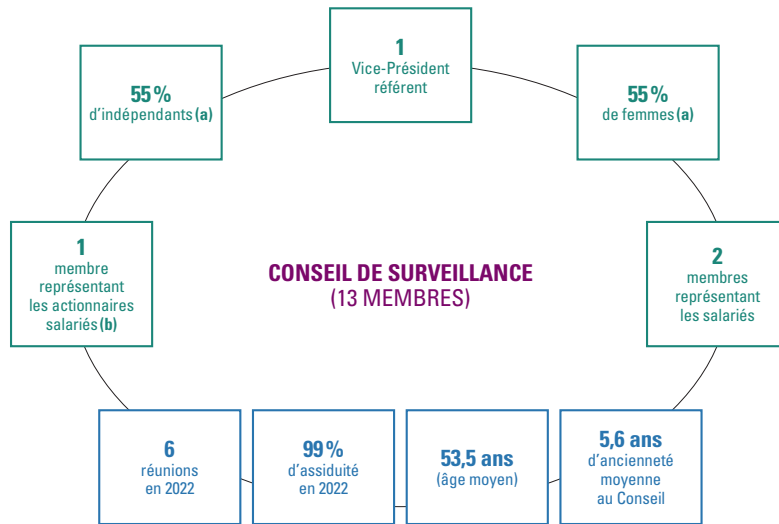 1
Vice-Président
référent
55 %
d'indépendants (a)
55 %
de femmes (a)
1
membre
représentant
les actionnaires
salariés (b)
CONSEIL DE SURVEILLANCE
(13 MEMBRES)
2
membres
représentant
les salariés
6
réunions
en 2022
99 %
d'assiduité
en 2022
53,5 ans
(âge moyen)
5,6 ans
d'ancienneté
moyenne
au Conseil